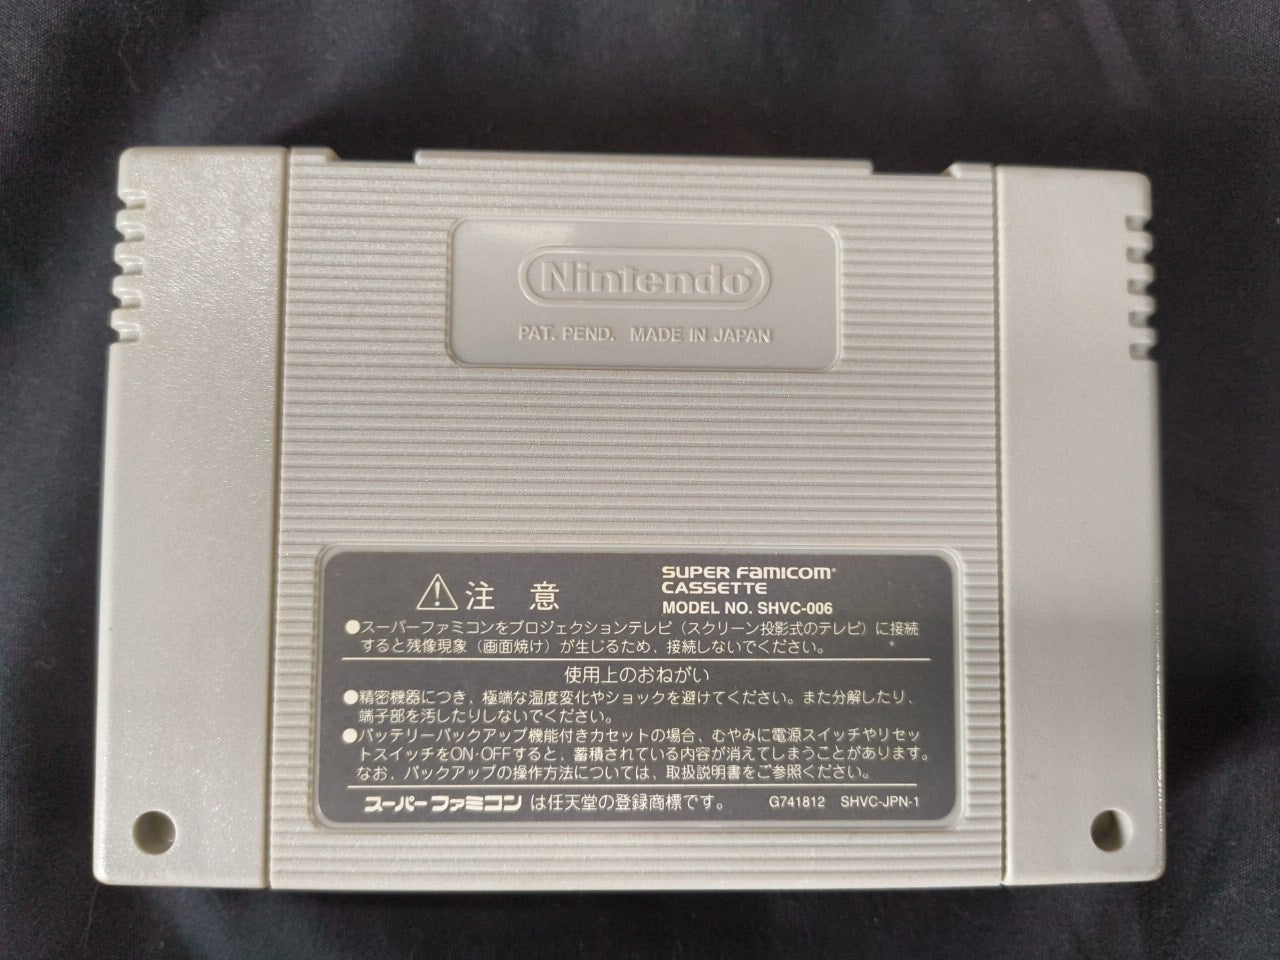 Nintendo®
PAT. PEND. MADE IN JAPAN
⚠注意
SUPER FAMICOM®
CASSETTE
MODEL NO. SHVC-006
●スーパーファミコンをプロジェクションテレビ（スクリーン投影式のテレビ）に接続
すると残像現象（画面焼け）が生じるため、接続しないでください。
使用上のおねがい
●精密機器につき、極端な温度変化やショックを避けてください。また分解したり、
端子部を汚したりしないでください。
●バッテリーバックアップ機能付きカセットの場合、むやみに電源スイッチやリセッ
トスイッチをON・OFFすると、蓄積されている内容が消えてしまうことがあります。
なお、バックアップの操作方法については、取扱説明書をご参照ください。
スーパーファミコンは任天堂の登録商標です。 G741812 SHVC-JPN-1